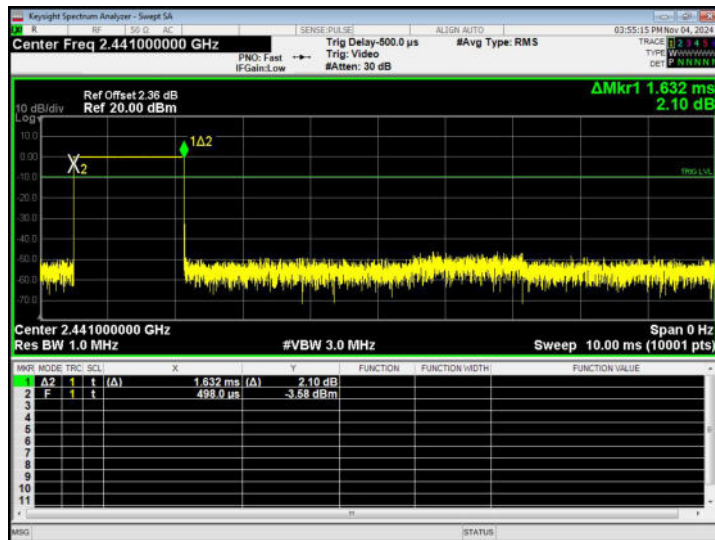 Keysight Spectrum Analyzer - Swept SA
R RF 50 Ω AC SENSE:PULSE ALIGN AUTO 03:55:15 PM Nov 04, 2024
Center Freq 2.441000000 GHz
PNO: Fast
IFGain:Low
Trig Delay-500.0 µs
Trig: Video
#Atten: 30 dB
#Avg Type: RMS
TRACE 1 2 3 4 5
TYPE W
DET P N N N N
ΔMkr1 1.632 ms
2.10 dB
Ref Offset 2.36 dB
10 dB/div Ref 20.00 dBm
Log
10.0
0.00
-10.0
-20.0
-30.0
-40.0
-50.0
-60.0
-70.0
1Δ2
X2
TRIG LVL
Center 2.441000000 GHz Span 0 Hz
Res BW 1.0 MHz #VBW 3.0 MHz Sweep 10.00 ms (10001 pts)
MKR MODE TRC SCL X Y FUNCTION FUNCTION WIDTH FUNCTION VALUE
1 Δ2 1 t (Δ) 1.632 ms (Δ) 2.10 dB
2 F 1 t 498.0 µs -3.58 dBm
3
4
5
6
7
8
9
10
11
MSG STATUS